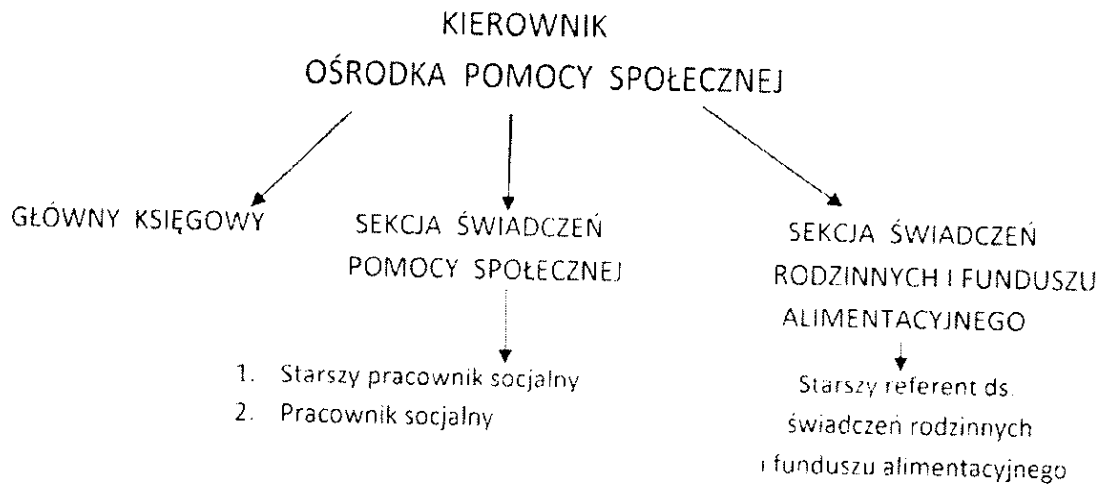 KIEROWNIK
OŚRODKA POMOCY SPOŁECZNEJ
GŁÓWNY KSIĘGOWY
SEKCJA ŚWIADCZEŃ
POMOCY SPOŁECZNEJ
1. Starszy pracownik socjalny
2. Pracownik socjalny
SEKCJA ŚWIADCZEŃ
RODZINNYCH I FUNDUSZU
ALIMENTACYJNEGO
Starszy referent ds.
świadczeń rodzinnych
i funduszu alimentacyjnego